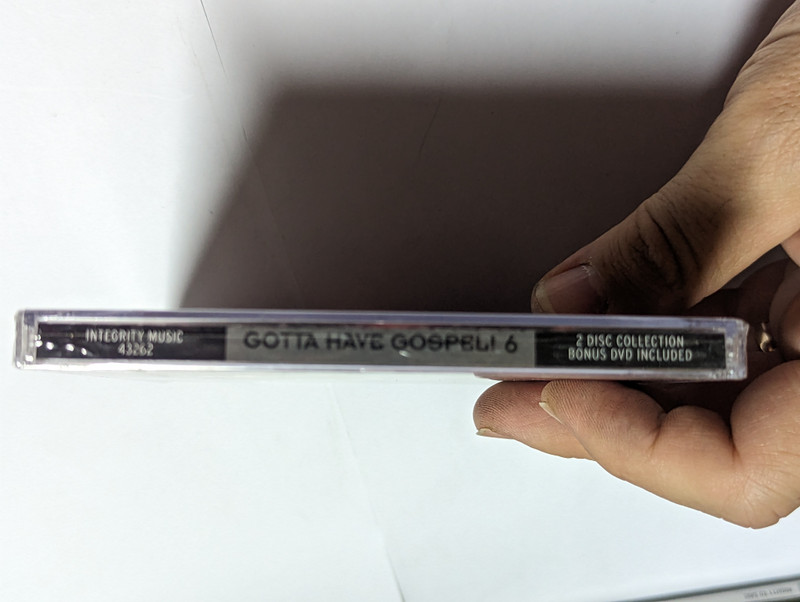 INTEGRITY MUSIC
43262
GOTTA HAVE GOSPEL! 6
2 DISC COLLECTION
BONUS DVD INCLUDED